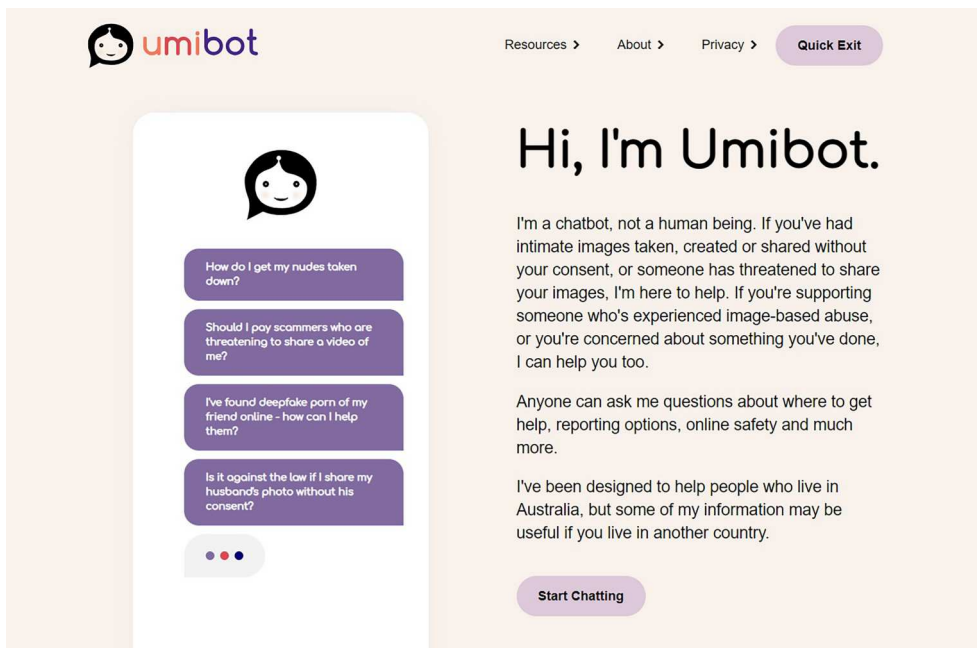 umibot
Resources >
About >
Privacy >
Quick Exit
How do I get my nudes taken
down?
Should I pay scammers who are
threatening to share a video of
me?
I've found deepfake porn of my
friend online - how can I help
them?
Is it against the law if I share my
husband's photo without his
consent?
Hi, I'm Umibot.
I'm a chatbot, not a human being. If you've had
intimate images taken, created or shared without
your consent, or someone has threatened to share
your images, I'm here to help. If you're supporting
someone who's experienced image-based abuse,
or you're concerned about something you've done,
I can help you too.
Anyone can ask me questions about where to get
help, reporting options, online safety and much
more.
I've been designed to help people who live in
Australia, but some of my information may be
useful if you live in another country.
Start Chatting